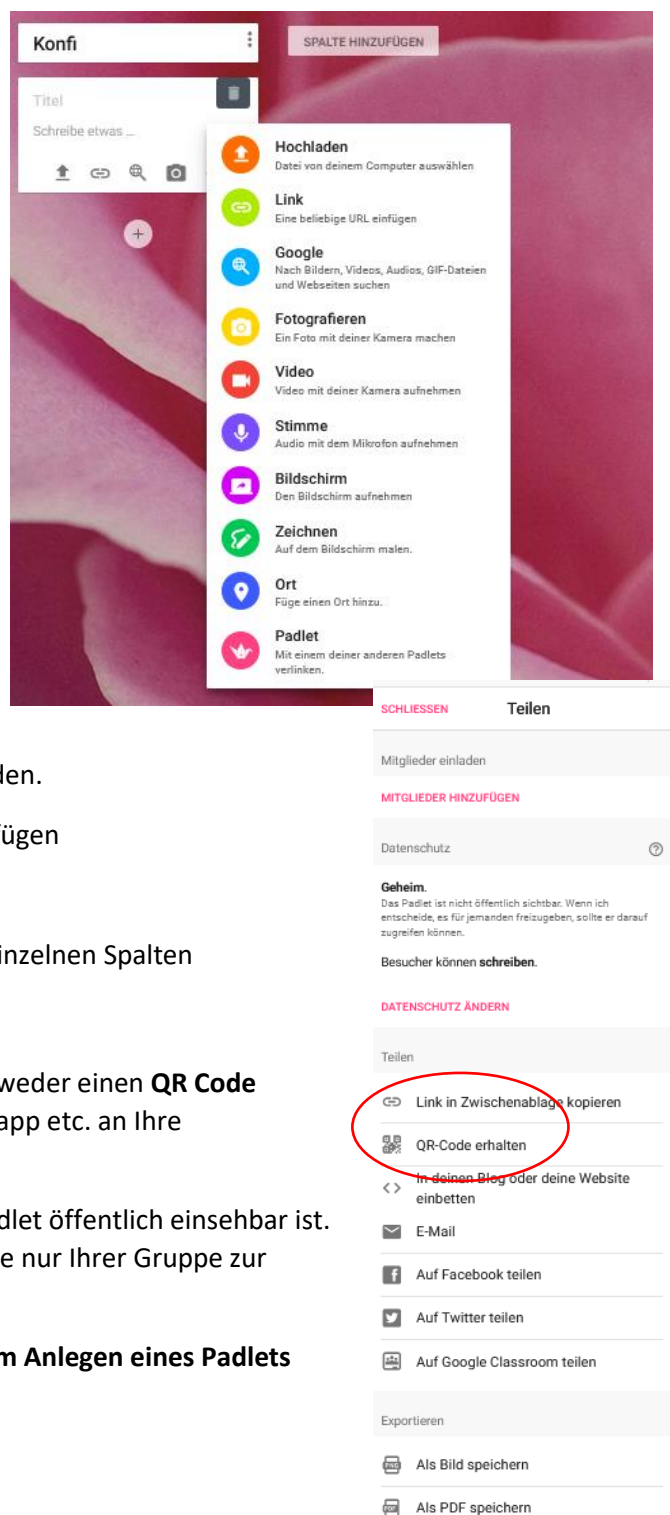 Konfi
SPALTE HINZUFÜGEN
Titel
Schreibe etwas ...
Hochladen
Datei von deinem Computer auswählen
Link
Eine beliebige URL einfügen
Google
Nach Bildern, Videos, Audios, GIF-Dateien
und Webseiten suchen
Fotografieren
Ein Foto mit deiner Kamera machen
Video
Video mit deiner Kamera aufnehmen
Stimme
Audio mit dem Mikrofon aufnehmen
Bildschirm
Den Bildschirm aufnehmen
Zeichnen
Auf dem Bildschirm malen.
Ort
Füge einen Ort hinzu.
Padlet
Mit einem deiner anderen Padlets
verlinken.
den.
ügen
inzelnen Spalten
weder einen QR Code
app etc. an Ihre
dlet öffentlich einsehbar ist.
e nur Ihrer Gruppe zur
m Anlegen eines Padlets
SCHLIESSEN Teilen
Mitglieder einladen
MITGLIEDER HINZUFÜGEN
Datenschutz
Geheim.
Das Padlet ist nicht öffentlich sichtbar. Wenn ich
entscheide, es für jemanden freizugeben, sollte er darauf
zugreifen können.
Besucher können schreiben.
DATENSCHUTZ ÄNDERN
Teilen
Link in Zwischenablage kopieren
QR-Code erhalten
In deinen Blog oder deine Website
einbetten
E-Mail
Auf Facebook teilen
Auf Twitter teilen
Auf Google Classroom teilen
Exportieren
Als Bild speichern
Als PDF speichern